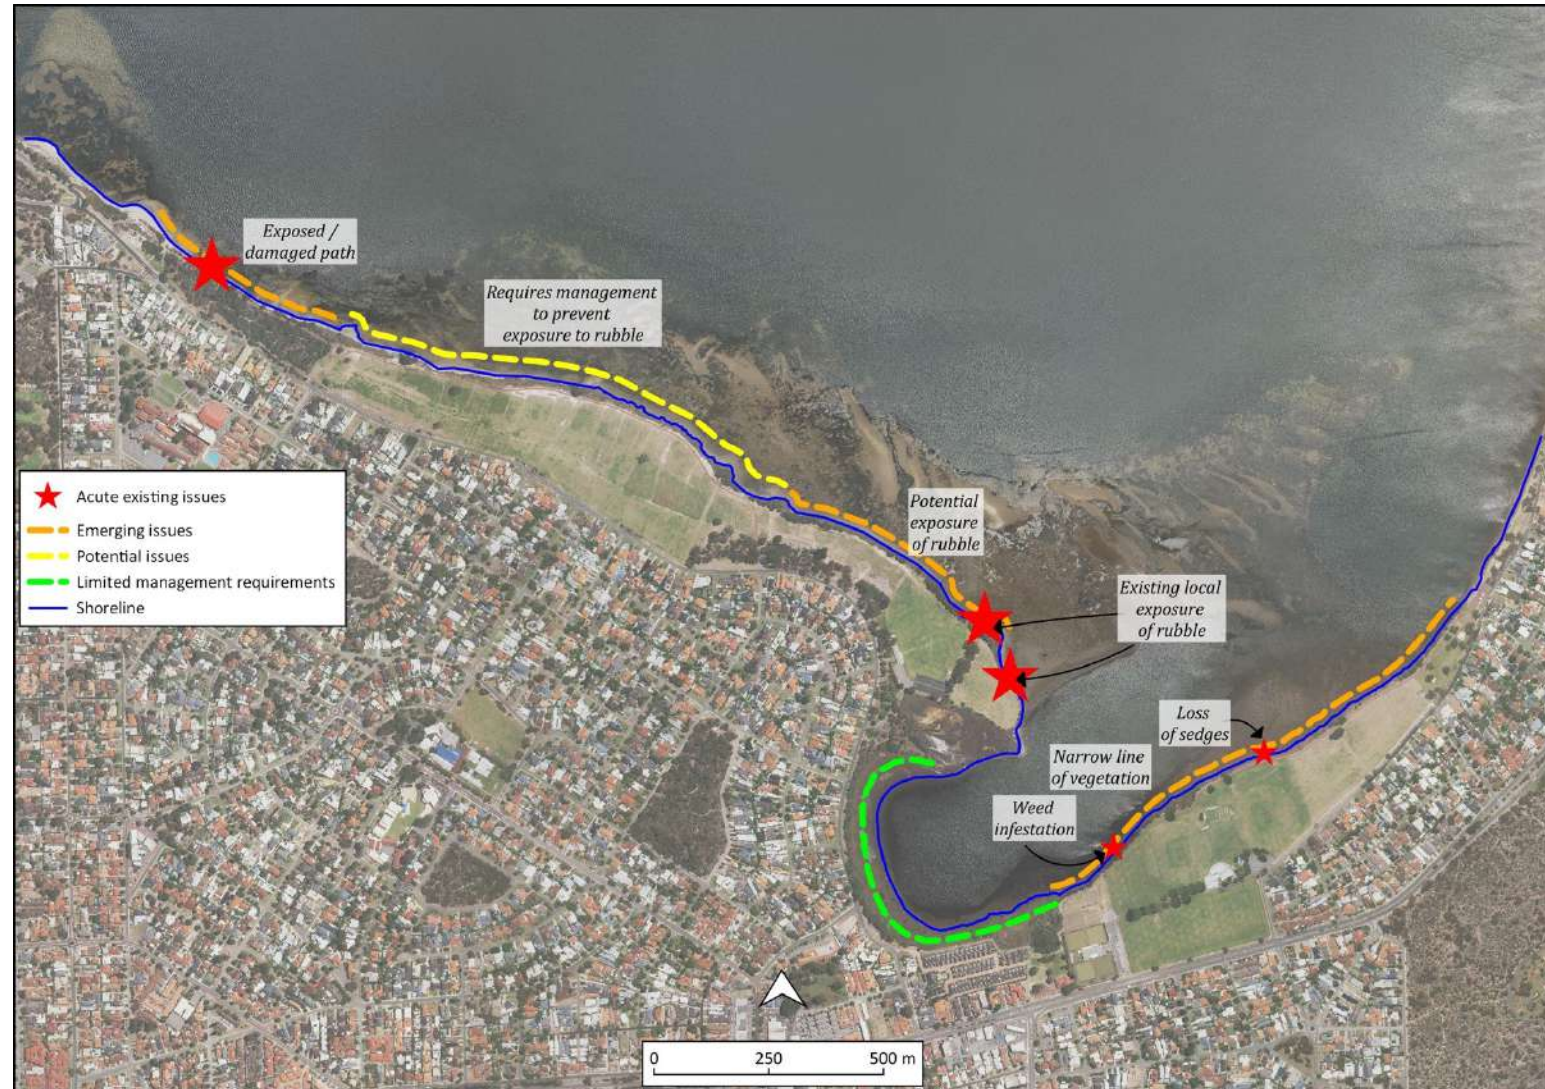 Exposed /
damaged path
Requires management
to prevent
exposure to rubble
Acute existing issues
Emerging issues
Potential issues
Limited management requirements
Shoreline
Potential
exposure
of rubble
Existing local
exposure
of rubble
Loss
of sedges
Narrow line
of vegetation
Weed
infestation
0 250 500 m